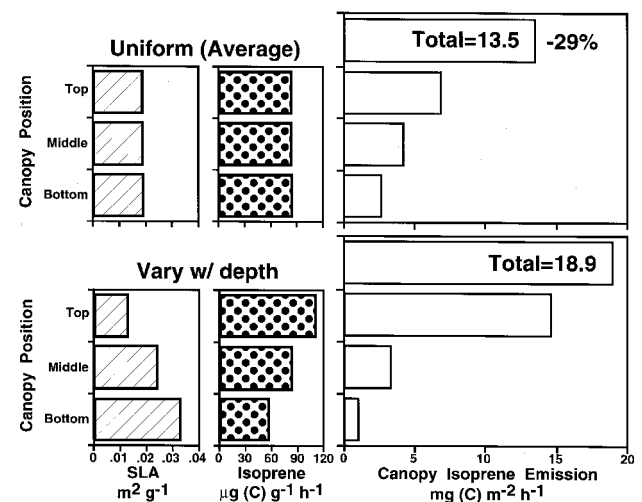 Uniform (Average)
Total=13.5 -29%
Canopy Position
Top
Middle
Bottom
Vary w/ depth
Total=18.9
Canopy Position
Top
Middle
Bottom
0 .01 .02 .03 .04
0 30 60 90 120
0 5 10 15 20
SLA
m² g⁻¹
Isoprene
μg (C) g⁻¹ h⁻¹
Canopy Isoprene Emission
mg (C) m⁻² h⁻¹